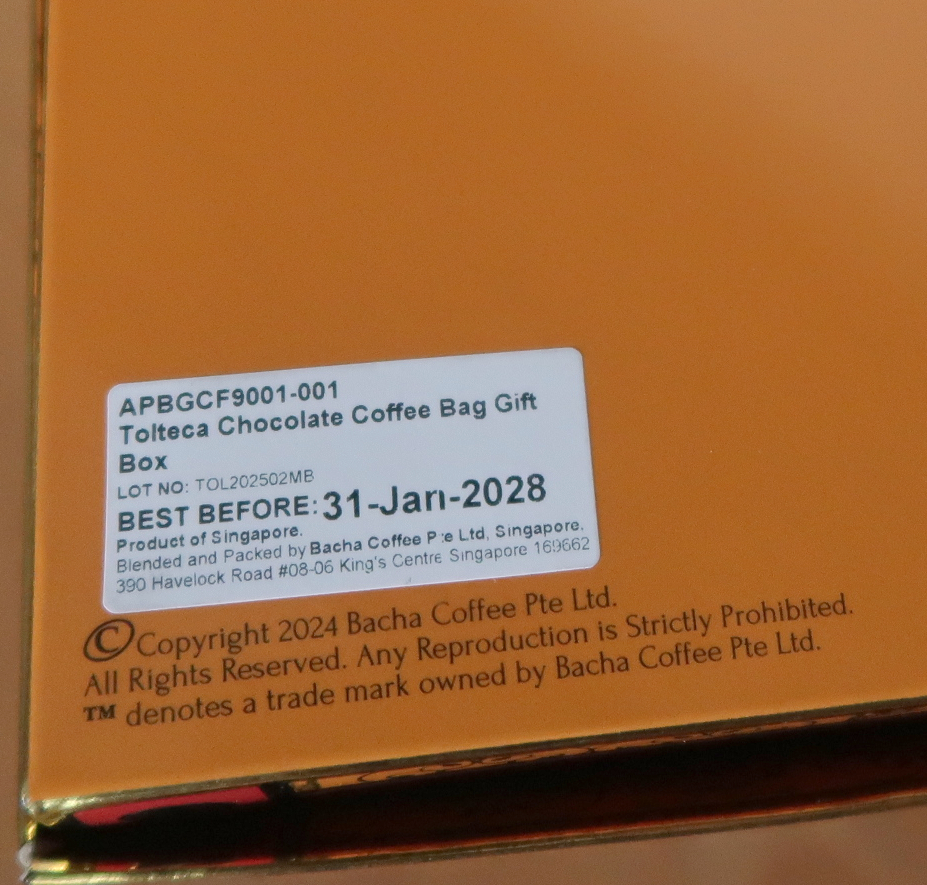 APBGCF9001-001
Tolteca Chocolate Coffee Bag Gift
Box
LOT NO: TOL202502MB
BEST BEFORE: 31-Jan-2028
Product of Singapore.
Blended and Packed by Bacha Coffee Pte Ltd, Singapore.
390 Havelock Road #08-06 King's Centre Singapore 169662
© Copyright 2024 Bacha Coffee Pte Ltd.
All Rights Reserved. Any Reproduction is Strictly Prohibited.
™ denotes a trade mark owned by Bacha Coffee Pte Ltd.